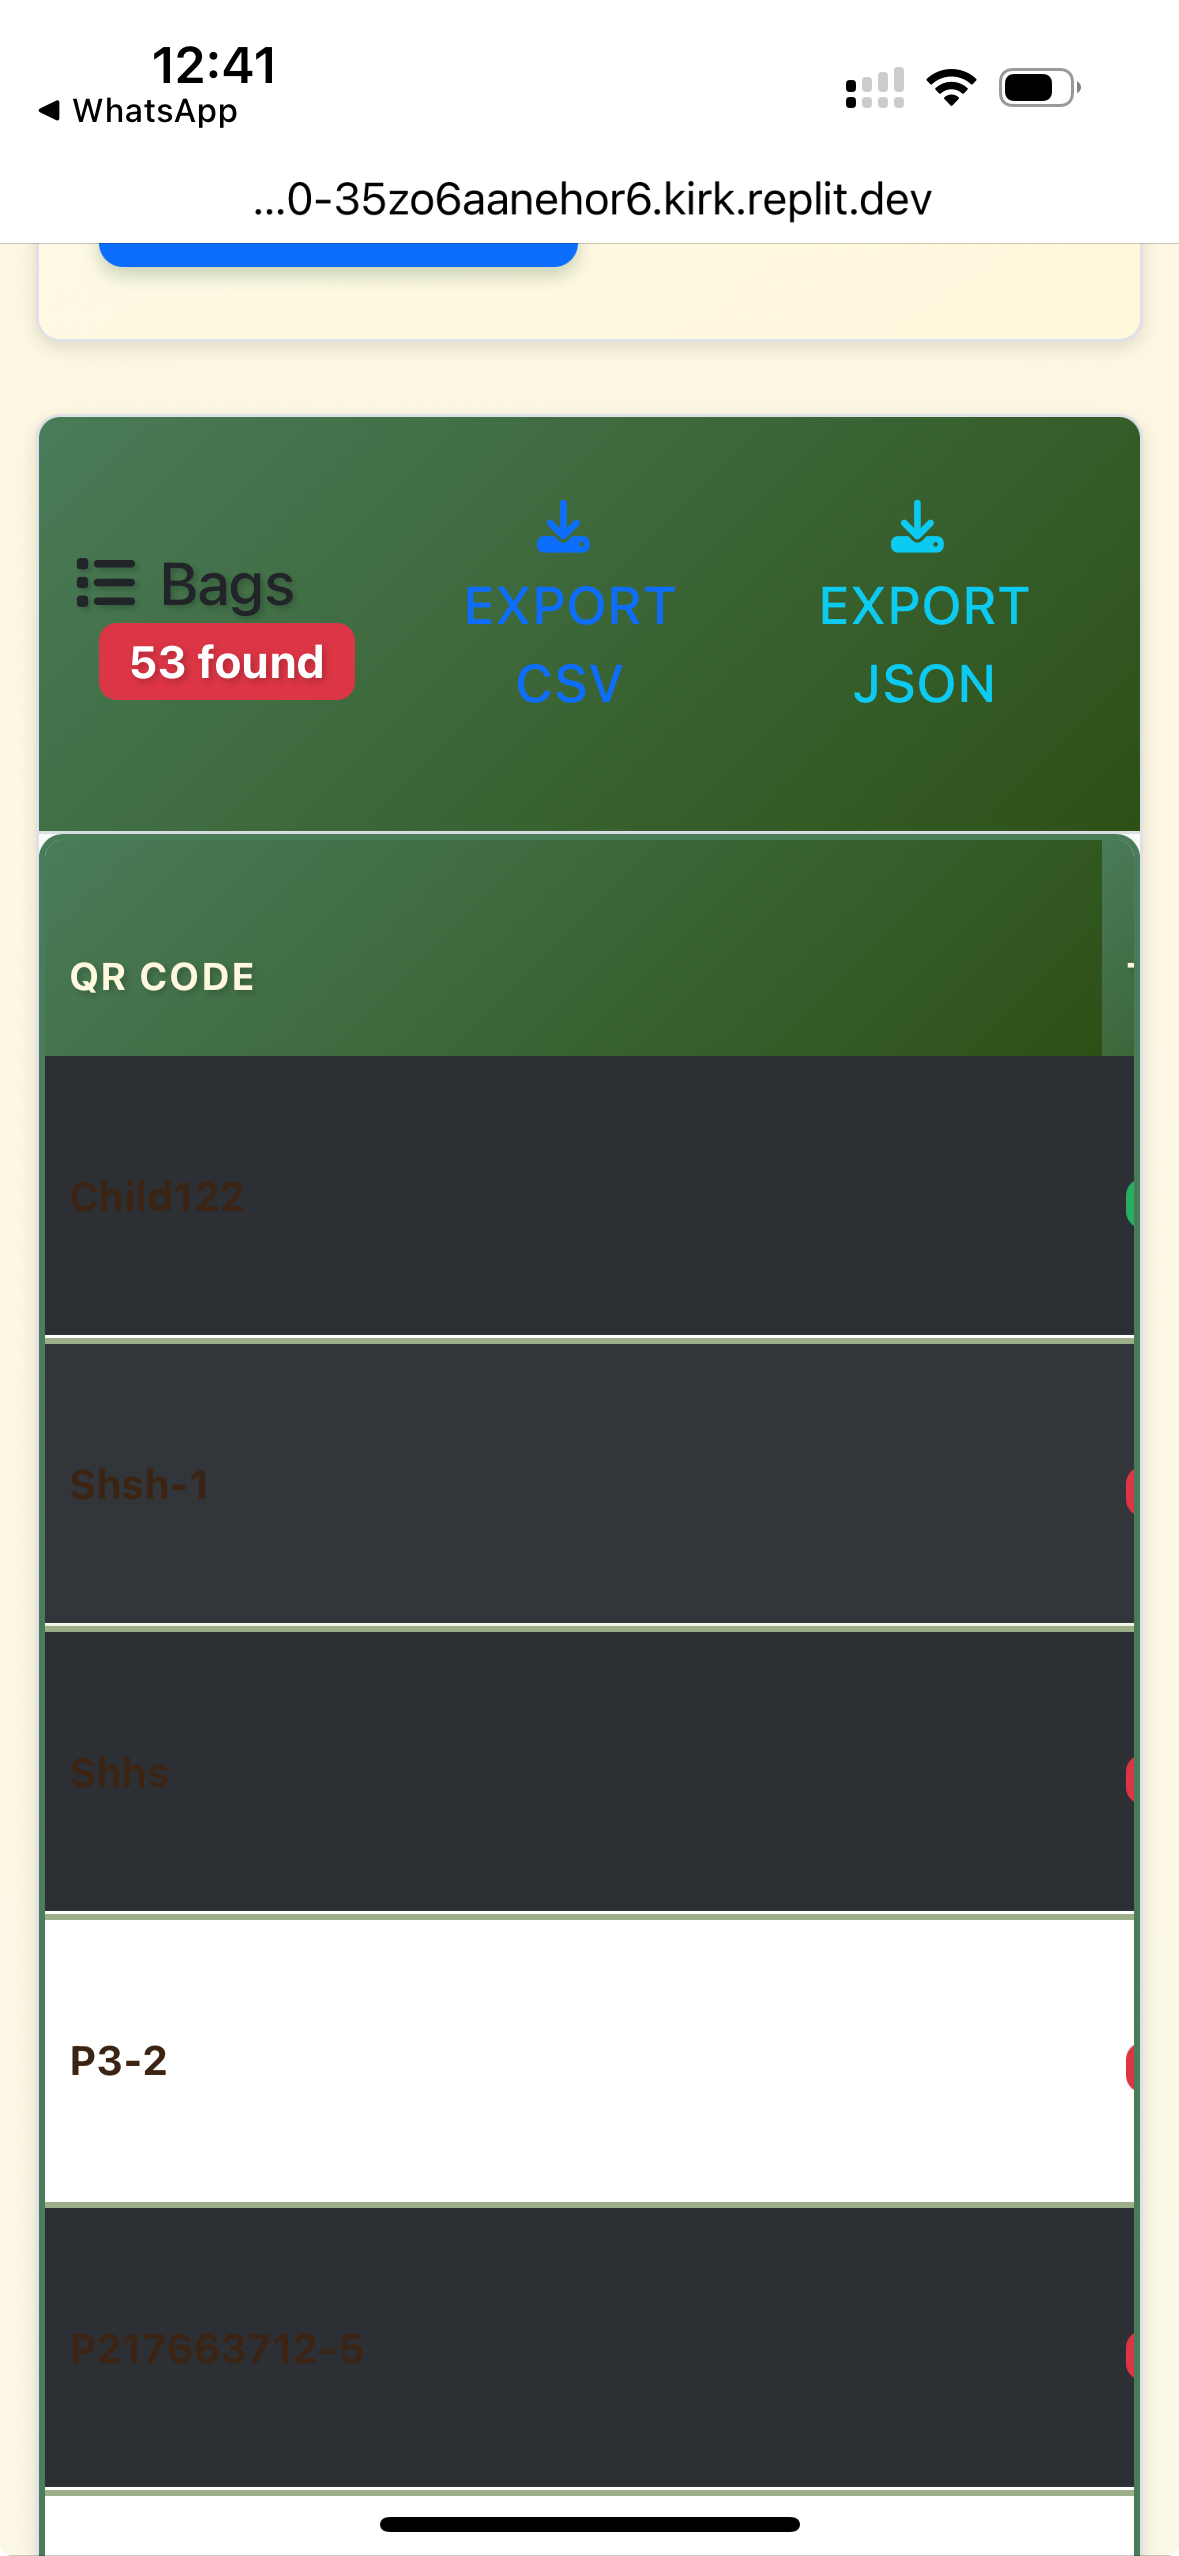 12:41
WhatsApp
...0-35zo6aanehor6.kirk.replit.dev
Bags
53 found
EXPORT
CSV
EXPORT
JSON
QR CODE
Child122
Shsh-1
Shhs
P3-2
P217663712-5